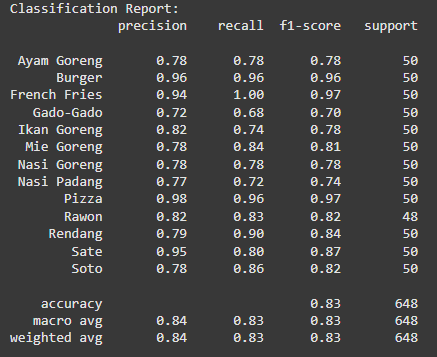 Classification Report:
precision recall f1-score support
Ayam Goreng 0.78 0.78 0.78 50
Burger 0.96 0.96 0.96 50
French Fries 0.94 1.00 0.97 50
Gado-Gado 0.72 0.68 0.70 50
Ikan Goreng 0.82 0.74 0.78 50
Mie Goreng 0.78 0.84 0.81 50
Nasi Goreng 0.78 0.78 0.78 50
Nasi Padang 0.77 0.72 0.74 50
Pizza 0.98 0.96 0.97 50
Rawon 0.82 0.83 0.82 48
Rendang 0.79 0.90 0.84 50
Sate 0.95 0.80 0.87 50
Soto 0.78 0.86 0.82 50
accuracy 0.83 648
macro avg 0.84 0.83 0.83 648
weighted avg 0.84 0.83 0.83 648